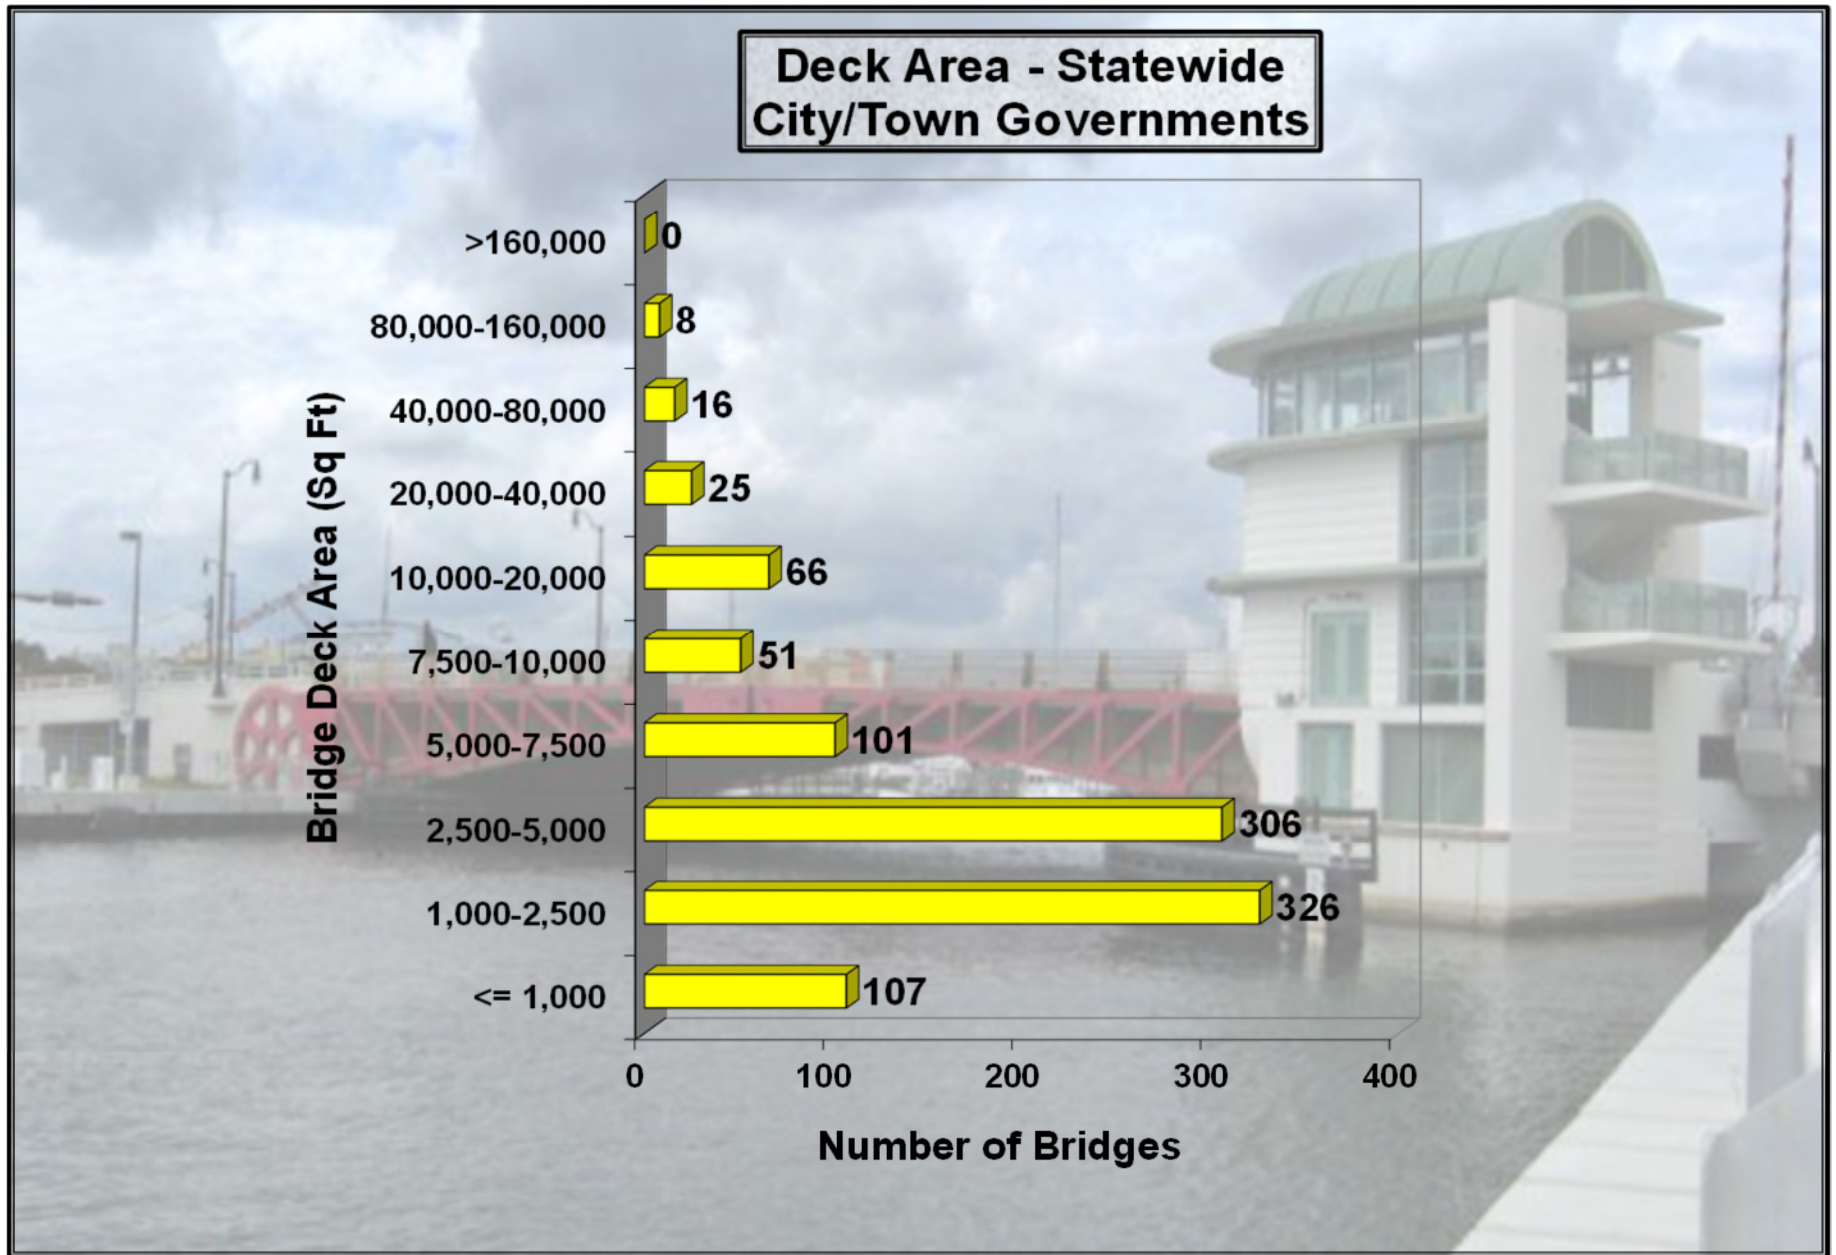 Deck Area - Statewide
City/Town Governments
Bridge Deck Area (Sq Ft)
>160,000 0
80,000-160,000 8
40,000-80,000 16
20,000-40,000 25
10,000-20,000 66
7,500-10,000 51
5,000-7,500 101
2,500-5,000 306
1,000-2,500 326
<= 1,000 107
0 100 200 300 400
Number of Bridges